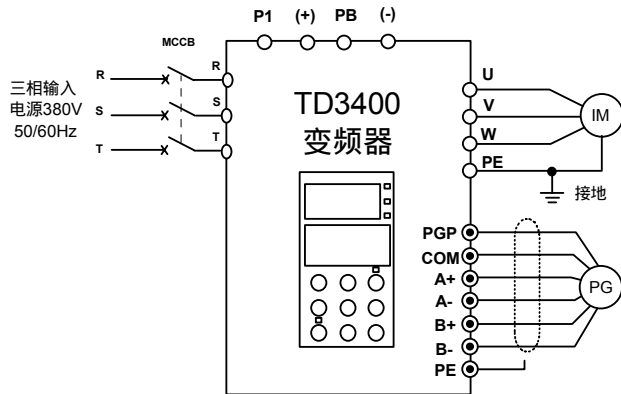 P1 (+) PB (-)
MCCB
三相输入
电源380V
50/60Hz
R
S
T
R
S
T
TD3400
变频器
U
V
W
PE
IM
接地
PGP
COM
A+
A-
B+
B-
PE
PG